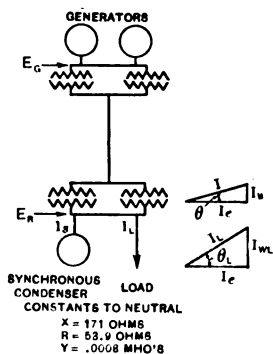 GENERATORS
E_G
E_R
I_S
I_L
SYNCHRONOUS
CONDENSER
LOAD
CONSTANTS TO NEUTRAL
X = 171 OHMS
R = 53.9 OHMS
Y = .0008 MHO'S
I
θ
I_e
I_L
θ_L
I_WL
I_e